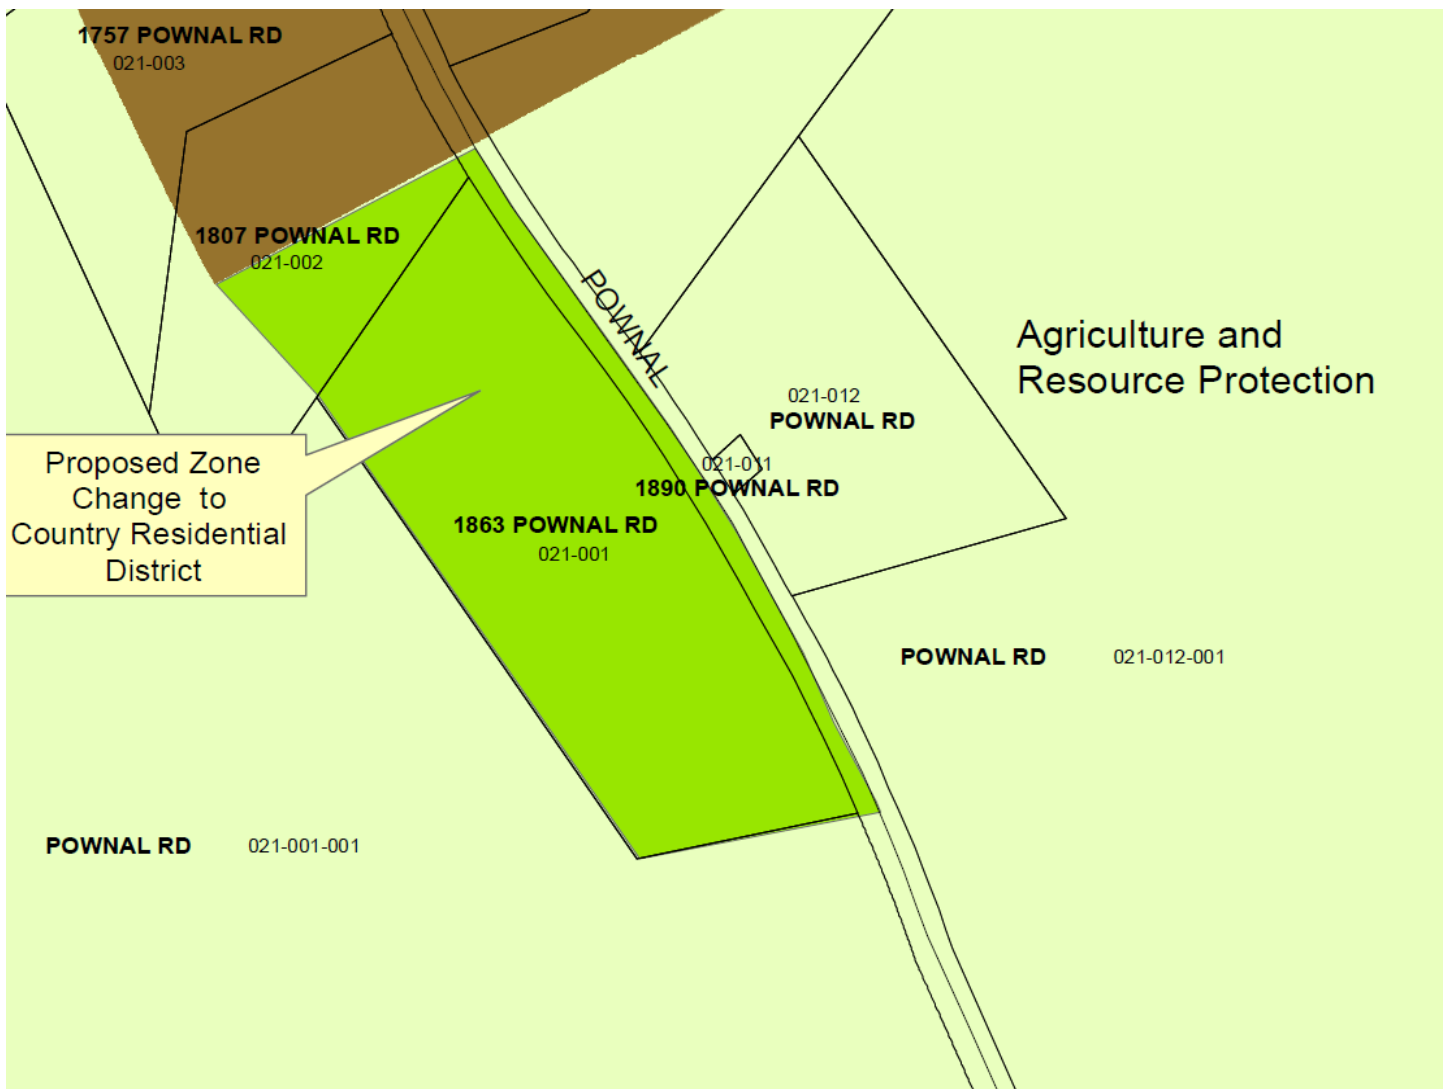 1757 POWNAL RD
021-003
1807 POWNAL RD
021-002
POWNAL
Agriculture and
Resource Protection
021-012
POWNAL RD
021-011
1890 POWNAL RD
Proposed Zone
Change to
Country Residential
District
1863 POWNAL RD
021-001
POWNAL RD 021-012-001
POWNAL RD 021-001-001